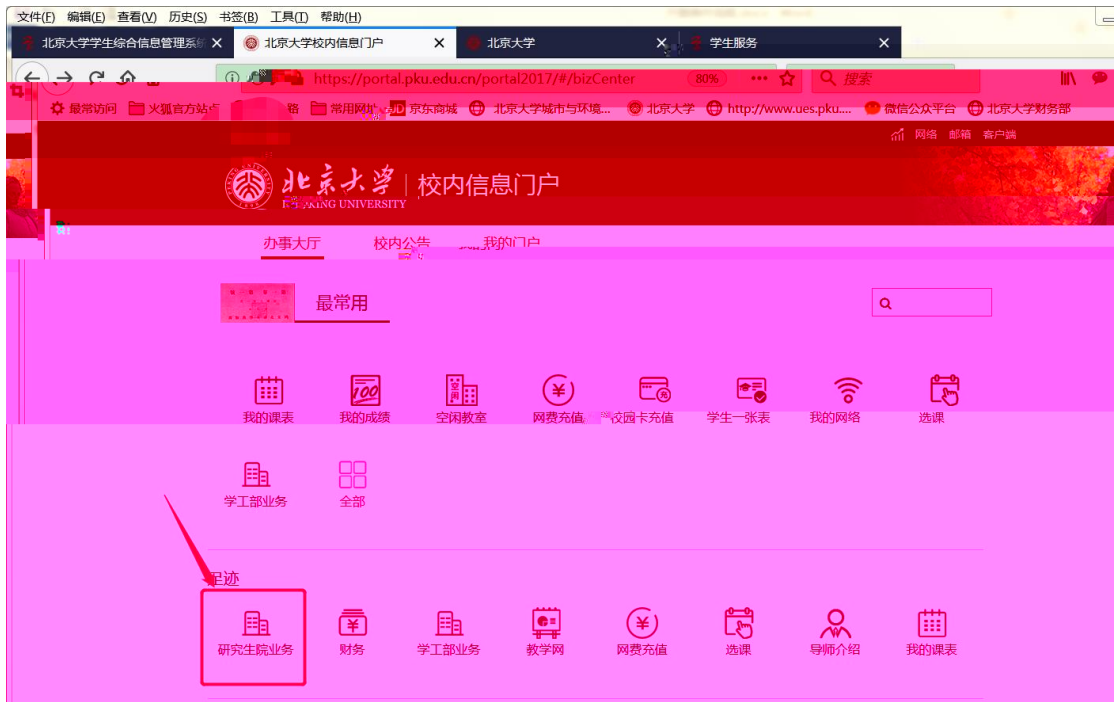 文件(F) 编辑(E) 查看(V) 历史(S) 书签(B) 工具(T) 帮助(H)
北京大学学生综合信息管理系统 北京大学校内信息门户 北京大学 学生服务
https://portal.pku.edu.cn/portal2017/#/bizCenter 80% 搜索
最常访问 火狐官方站点 常用网址 JD 京东商城 北京大学城市与环境... 北京大学 http://www.ues.pku.... 微信公众平台 北京大学财务部
网络 邮箱 客户端
北京大学 校内信息门户
PEKING UNIVERSITY
办事大厅 校内公告 我的门户
最常用
我的课表 我的成绩 空闲教室 网费充值 校园卡充值 学生一张表 我的网络 选课
学工部业务 全部
足迹
研究生院业务 财务 学工部业务 教学网 网费充值 选课 导师介绍 我的课表